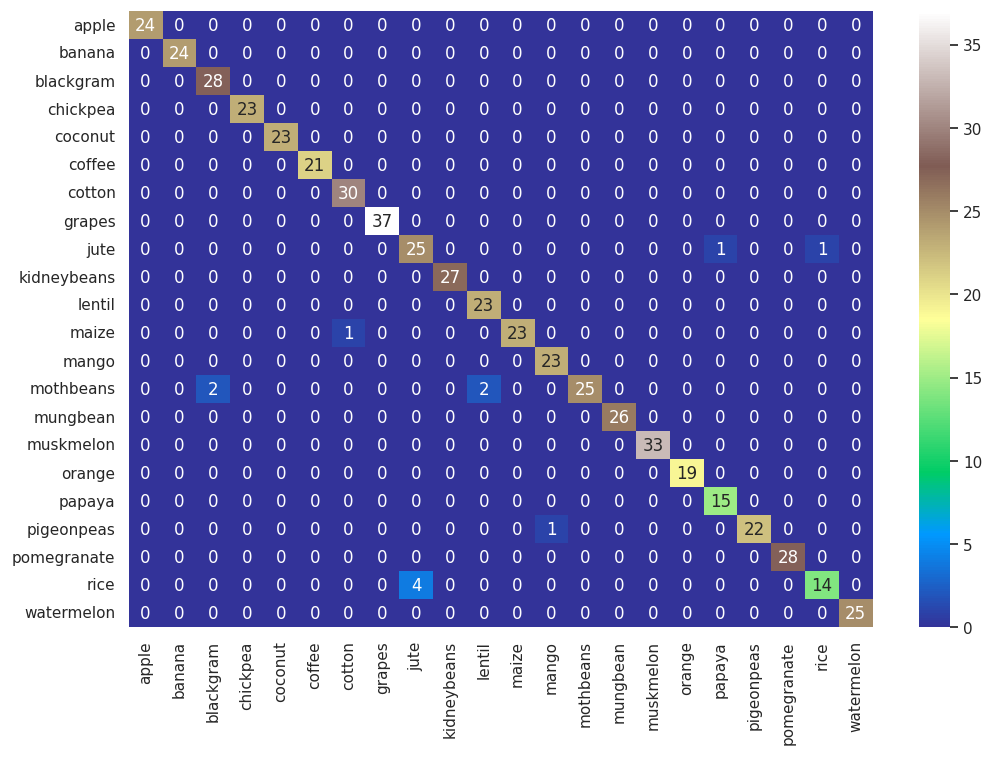 apple 24 0 0 0 0 0 0 0 0 0 0 0 0 0 0 0 0 0 0 0 0 0
banana 0 24 0 0 0 0 0 0 0 0 0 0 0 0 0 0 0 0 0 0 0 0
blackgram 0 0 28 0 0 0 0 0 0 0 0 0 0 0 0 0 0 0 0 0 0 0
chickpea 0 0 0 23 0 0 0 0 0 0 0 0 0 0 0 0 0 0 0 0 0 0
coconut 0 0 0 0 23 0 0 0 0 0 0 0 0 0 0 0 0 0 0 0 0 0
coffee 0 0 0 0 0 21 0 0 0 0 0 0 0 0 0 0 0 0 0 0 0 0
cotton 0 0 0 0 0 0 30 0 0 0 0 0 0 0 0 0 0 0 0 0 0 0
grapes 0 0 0 0 0 0 0 37 0 0 0 0 0 0 0 0 0 0 0 0 0 0
jute 0 0 0 0 0 0 0 0 25 0 0 0 0 0 0 0 0 1 0 0 1 0
kidneybeans 0 0 0 0 0 0 0 0 0 27 0 0 0 0 0 0 0 0 0 0 0 0
lentil 0 0 0 0 0 0 0 0 0 0 23 0 0 0 0 0 0 0 0 0 0 0
maize 0 0 0 0 0 0 1 0 0 0 0 23 0 0 0 0 0 0 0 0 0 0
mango 0 0 0 0 0 0 0 0 0 0 0 0 23 0 0 0 0 0 0 0 0 0
mothbeans 0 0 2 0 0 0 0 0 0 0 2 0 0 25 0 0 0 0 0 0 0 0
mungbean 0 0 0 0 0 0 0 0 0 0 0 0 0 0 26 0 0 0 0 0 0 0
muskmelon 0 0 0 0 0 0 0 0 0 0 0 0 0 0 0 33 0 0 0 0 0 0
orange 0 0 0 0 0 0 0 0 0 0 0 0 0 0 0 0 19 0 0 0 0 0
papaya 0 0 0 0 0 0 0 0 0 0 0 0 0 0 0 0 0 15 0 0 0 0
pigeonpeas 0 0 0 0 0 0 0 0 0 0 0 0 1 0 0 0 0 0 22 0 0 0
pomegranate 0 0 0 0 0 0 0 0 0 0 0 0 0 0 0 0 0 0 0 28 0 0
rice 0 0 0 0 0 0 0 0 4 0 0 0 0 0 0 0 0 0 0 0 14 0
watermelon 0 0 0 0 0 0 0 0 0 0 0 0 0 0 0 0 0 0 0 0 0 25
apple
banana
blackgram
chickpea
coconut
coffee
cotton
grapes
jute
kidneybeans
lentil
maize
mango
mothbeans
mungbean
muskmelon
orange
papaya
pigeonpeas
pomegranate
rice
watermelon
35
30
25
20
15
10
5
0